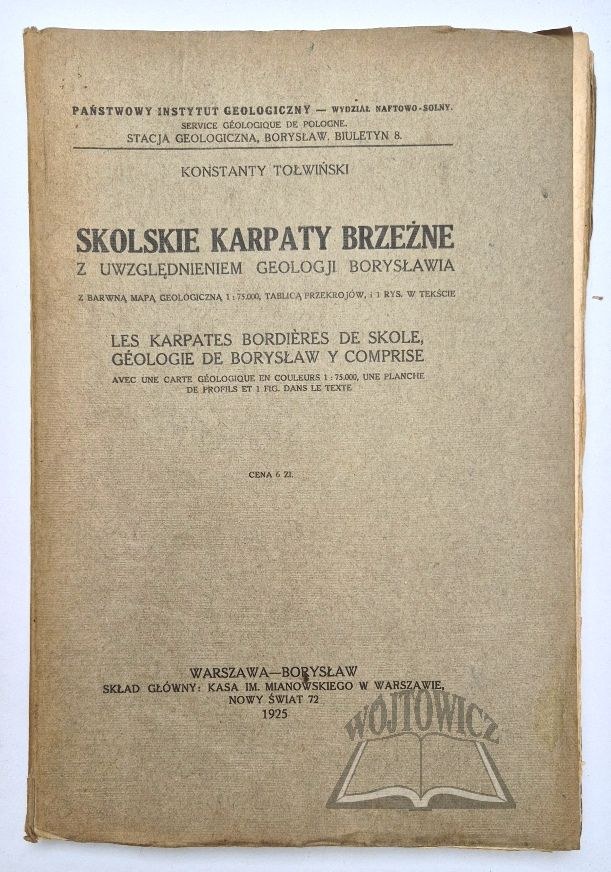 PAŃSTWOWY INSTYTUT GEOLOGICZNY — WYDZIAŁ NAFTOWO-SOLNY.
SERVICE GÉOLOGIQUE DE POLOGNE.
STACJA GEOLOGICZNA, BORYSŁAW. BIULETYN 8.
KONSTANTY TOŁWIŃSKI
SKOLSKIE KARPATY BRZEŻNE
Z UWZGLĘDNIENIEM GEOLOGJI BORYSŁAWIA
Z BARWNĄ MAPĄ GEOLOGICZNĄ 1 : 75.000, TABLICĄ PRZEKROJÓW, i 1 RYS. W TEKŚCIE
LES KARPATES BORDIÈRES DE SKOLE,
GÉOLOGIE DE BORYSŁAW Y COMPRISE
AVEC UNE CARTE GÉOLOGIQUE EN COULEURS 1 : 75.000, UNE PLANCHE
DE PROFILS ET 1 FIG. DANS LE TEXTE
CENA 6 ZŁ.
WARSZAWA—BORYSŁAW
SKŁAD GŁÓWNY: KASA IM. MIANOWSKIEGO W WARSZAWIE,
NOWY ŚWIAT 72
1925
WÓJTOWICZ